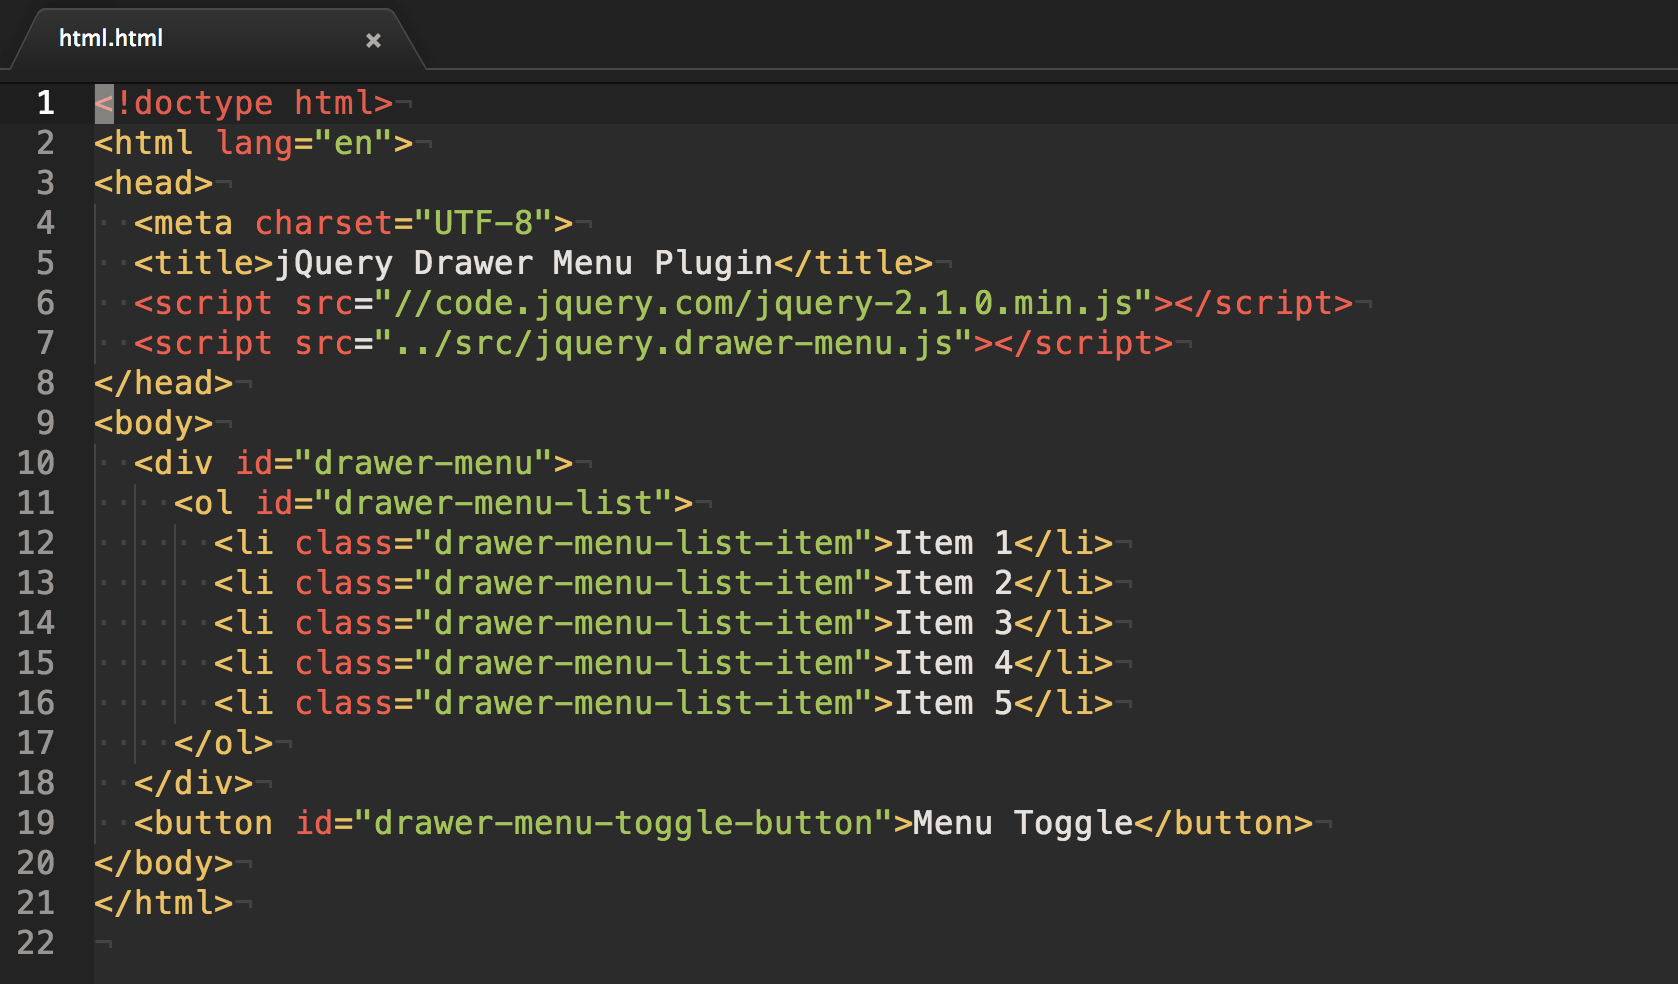 html.html ×
1 <!doctype html>¬
2 <html lang="en">¬
3 <head>¬
4 ··<meta charset="UTF-8">¬
5 ··<title>jQuery Drawer Menu Plugin</title>¬
6 ··<script src="//code.jquery.com/jquery-2.1.0.min.js"></script>¬
7 ··<script src="../src/jquery.drawer-menu.js"></script>¬
8 </head>¬
9 <body>¬
10 ··<div id="drawer-menu">¬
11 ····<ol id="drawer-menu-list">¬
12 ······<li class="drawer-menu-list-item">Item 1</li>¬
13 ······<li class="drawer-menu-list-item">Item 2</li>¬
14 ······<li class="drawer-menu-list-item">Item 3</li>¬
15 ······<li class="drawer-menu-list-item">Item 4</li>¬
16 ······<li class="drawer-menu-list-item">Item 5</li>¬
17 ····</ol>¬
18 ··</div>¬
19 ··<button id="drawer-menu-toggle-button">Menu Toggle</button>¬
20 </body>¬
21 </html>¬
22 ¬